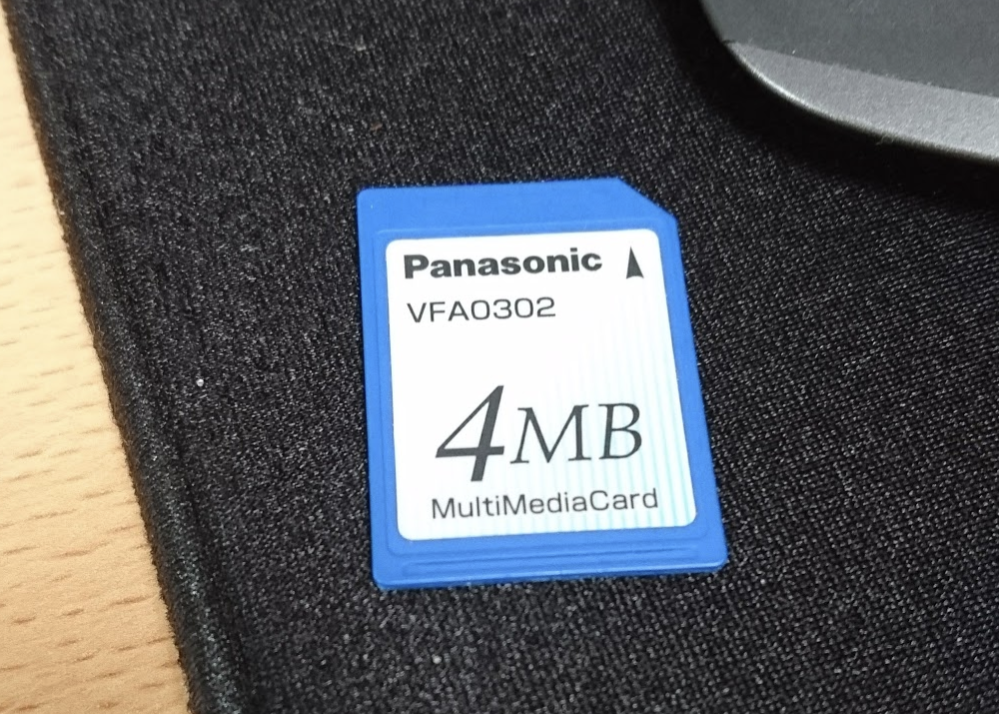 Panasonic
VFA0302
4MB
MultiMediaCard